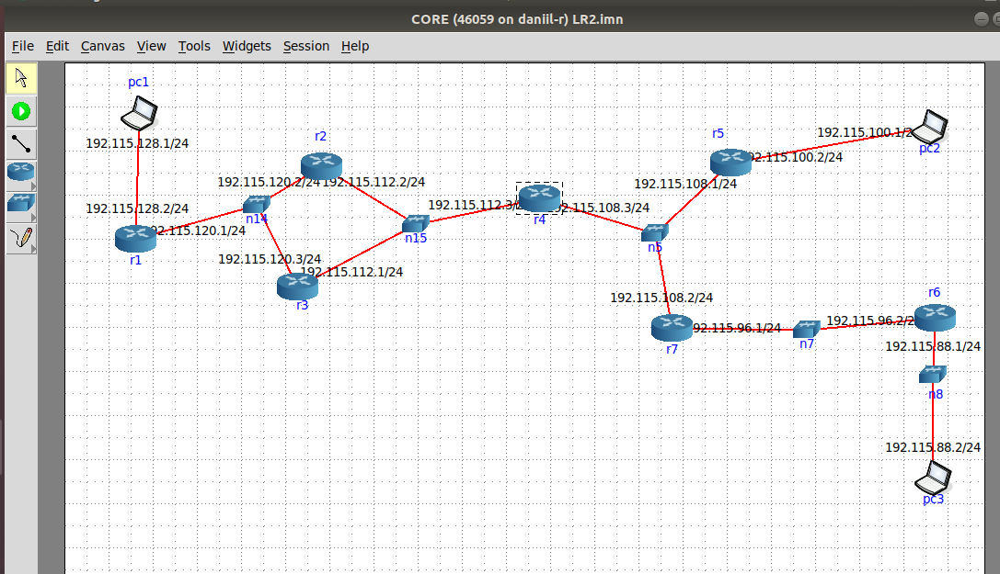 CORE (46059 on daniil-r) LR2.imn
File Edit Canvas View Tools Widgets Session Help
pc1
192.115.128.1/24
r2
r5
192.115.100.1/2
pc2
2.115.100.2/24
192.115.120.2/24
192.115.112.2/24
192.115.108.1/24
192.115.128.2/24
n14
192.115.112.3/
r4
2.115.108.3/24
r1
92.115.120.1/24
n15
n5
192.115.120.3/24
192.115.112.1/24
r3
192.115.108.2/24
r6
r7
92.115.96.1/24
n7
192.115.96.2/2
192.115.88.1/24
n8
192.115.88.2/24
pc3